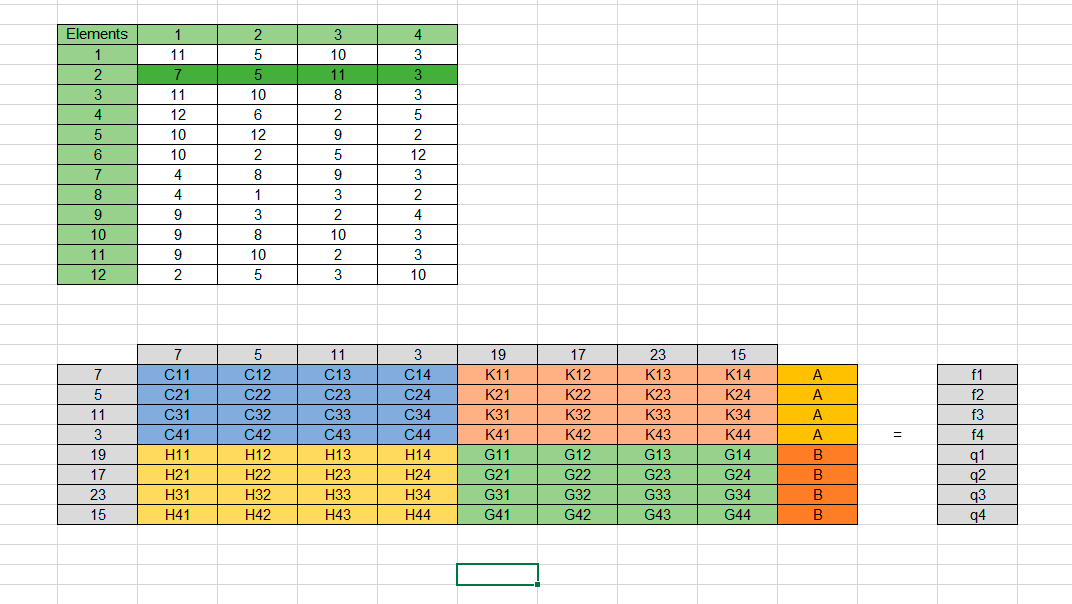 Elements 1 2 3 4
1 11 5 10 3
2 7 5 11 3
3 11 10 8 3
4 12 6 2 5
5 10 12 9 2
6 10 2 5 12
7 4 8 9 3
8 4 1 3 2
9 9 3 2 4
10 9 8 10 3
11 9 10 2 3
12 2 5 3 10
7 5 11 3 19 17 23 15
7 C11 C12 C13 C14 K11 K12 K13 K14 A f1
5 C21 C22 C23 C24 K21 K22 K23 K24 A f2
11 C31 C32 C33 C34 K31 K32 K33 K34 A f3
3 C41 C42 C43 C44 K41 K42 K43 K44 A = f4
19 H11 H12 H13 H14 G11 G12 G13 G14 B q1
17 H21 H22 H23 H24 G21 G22 G23 G24 B q2
23 H31 H32 H33 H34 G31 G32 G33 G34 B q3
15 H41 H42 H43 H44 G41 G42 G43 G44 B q4